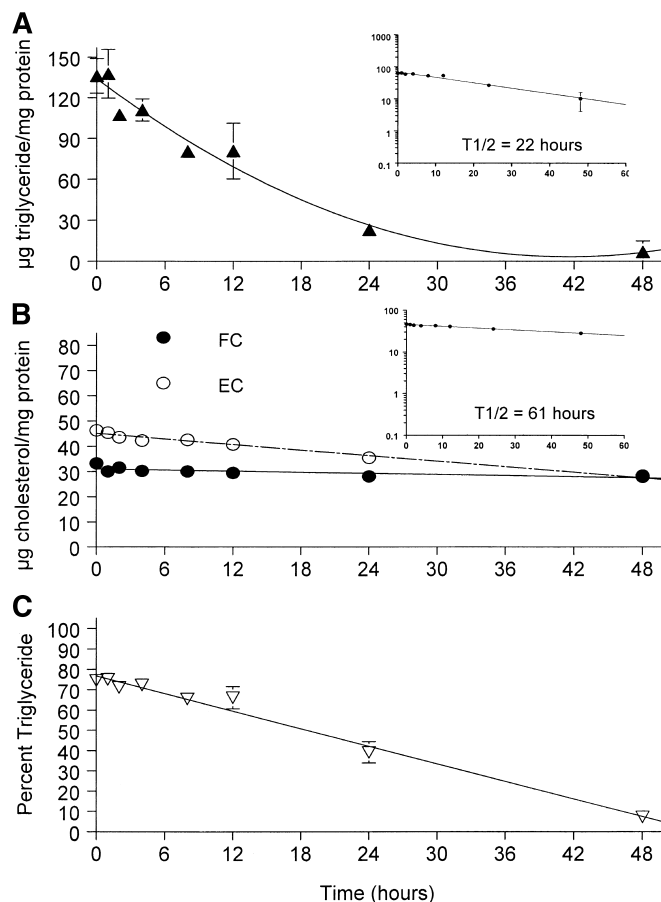 A
µg triglyceride/mg protein
150
120
90
60
30
0
0 6 12 18 24 30 36 42 48
1000
100
10
1
0.1
0 10 20 30 40 50 60
T1/2 = 22 hours
B
µg cholesterol/mg protein
80
70
60
50
40
30
20
10
0
FC
EC
0 6 12 18 24 30 36 42 48
100
10
1
0.1
0 10 20 30 40 50 60
T1/2 = 61 hours
C
Percent Triglyceride
100
90
80
70
60
50
40
30
20
10
0
0 6 12 18 24 30 36 42 48
Time (hours)